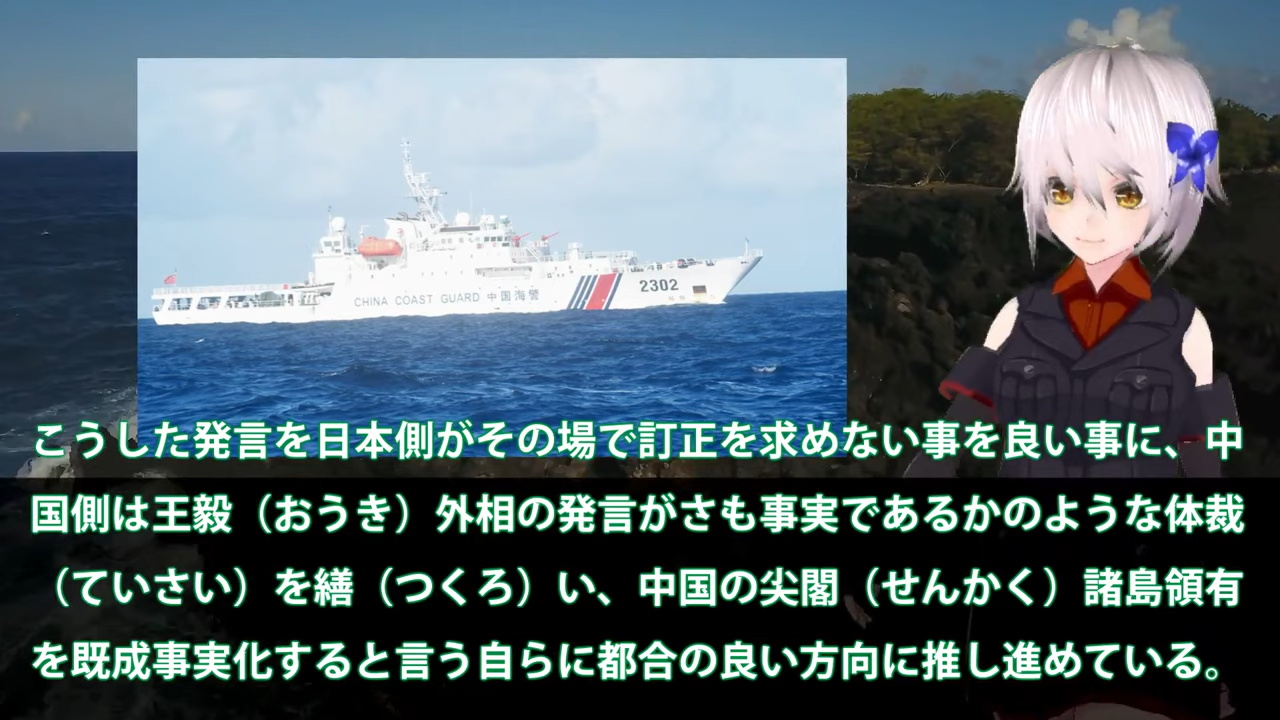 2302
CHINA COAST GUARD 中国海警
こうした発言を日本側がその場で訂正を求めない事を良い事に、中
国側は王毅（おうき）外相の発言がさも事実であるかのような体裁
（ていさい）を繕（つくろ）い、中国の尖閣（せんかく）諸島領有
を既成事実化すると言う自らに都合の良い方向に推し進めている。